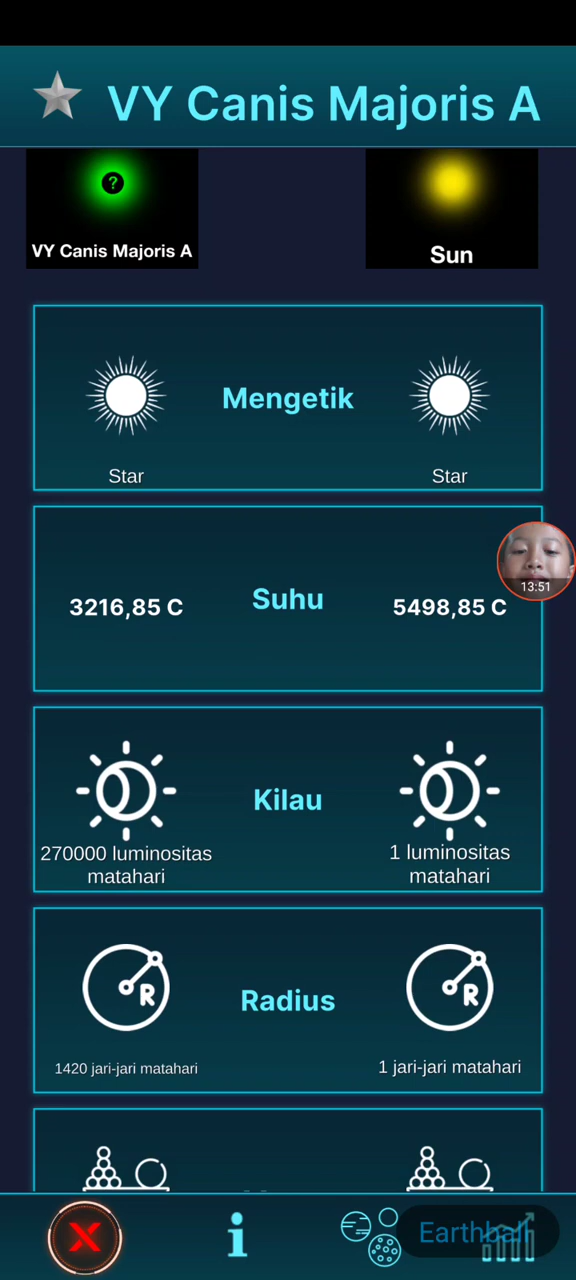 VY Canis Majoris A
?
VY Canis Majoris A
Sun
Mengetik
Star
Star
13:51
3216,85 C
Suhu
5498,85 C
Kilau
270000 luminositas
matahari
1 luminositas
matahari
R
Radius
R
1420 jari-jari matahari
1 jari-jari matahari
X
i
Earthball